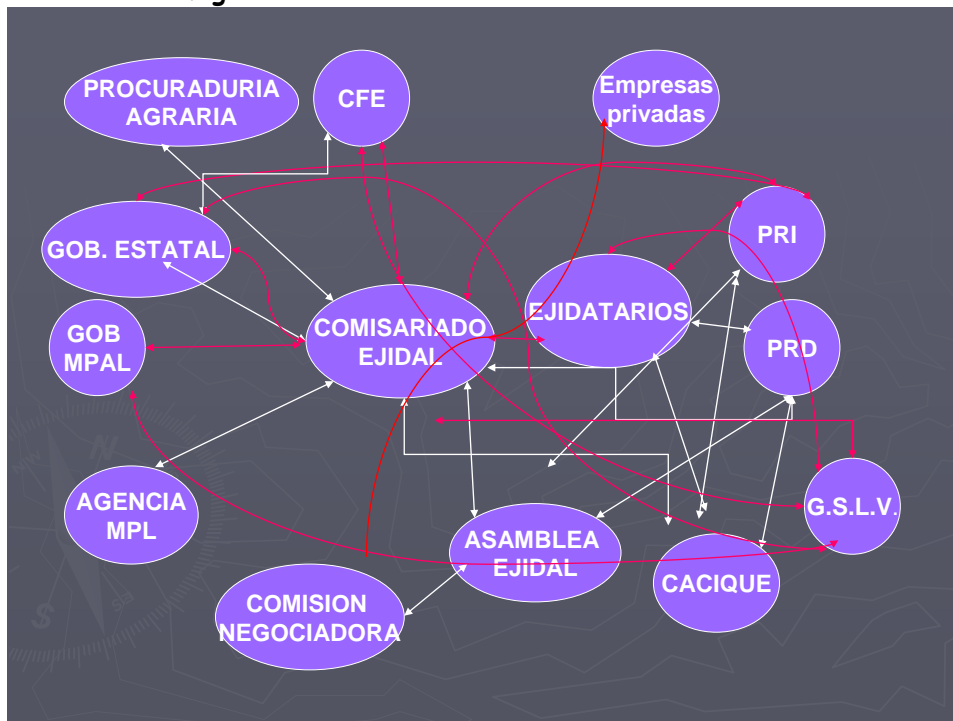 PROCURADURIA
AGRARIA
CFE
Empresas
privadas
PRI
GOB. ESTATAL
EJIDATARIOS
GOB
MPAL
COMISARIADO
EJIDAL
PRD
AGENCIA
MPL
G.S.L.V.
ASAMBLEA
EJIDAL
CACIQUE
COMISION
NEGOCIADORA
N
S